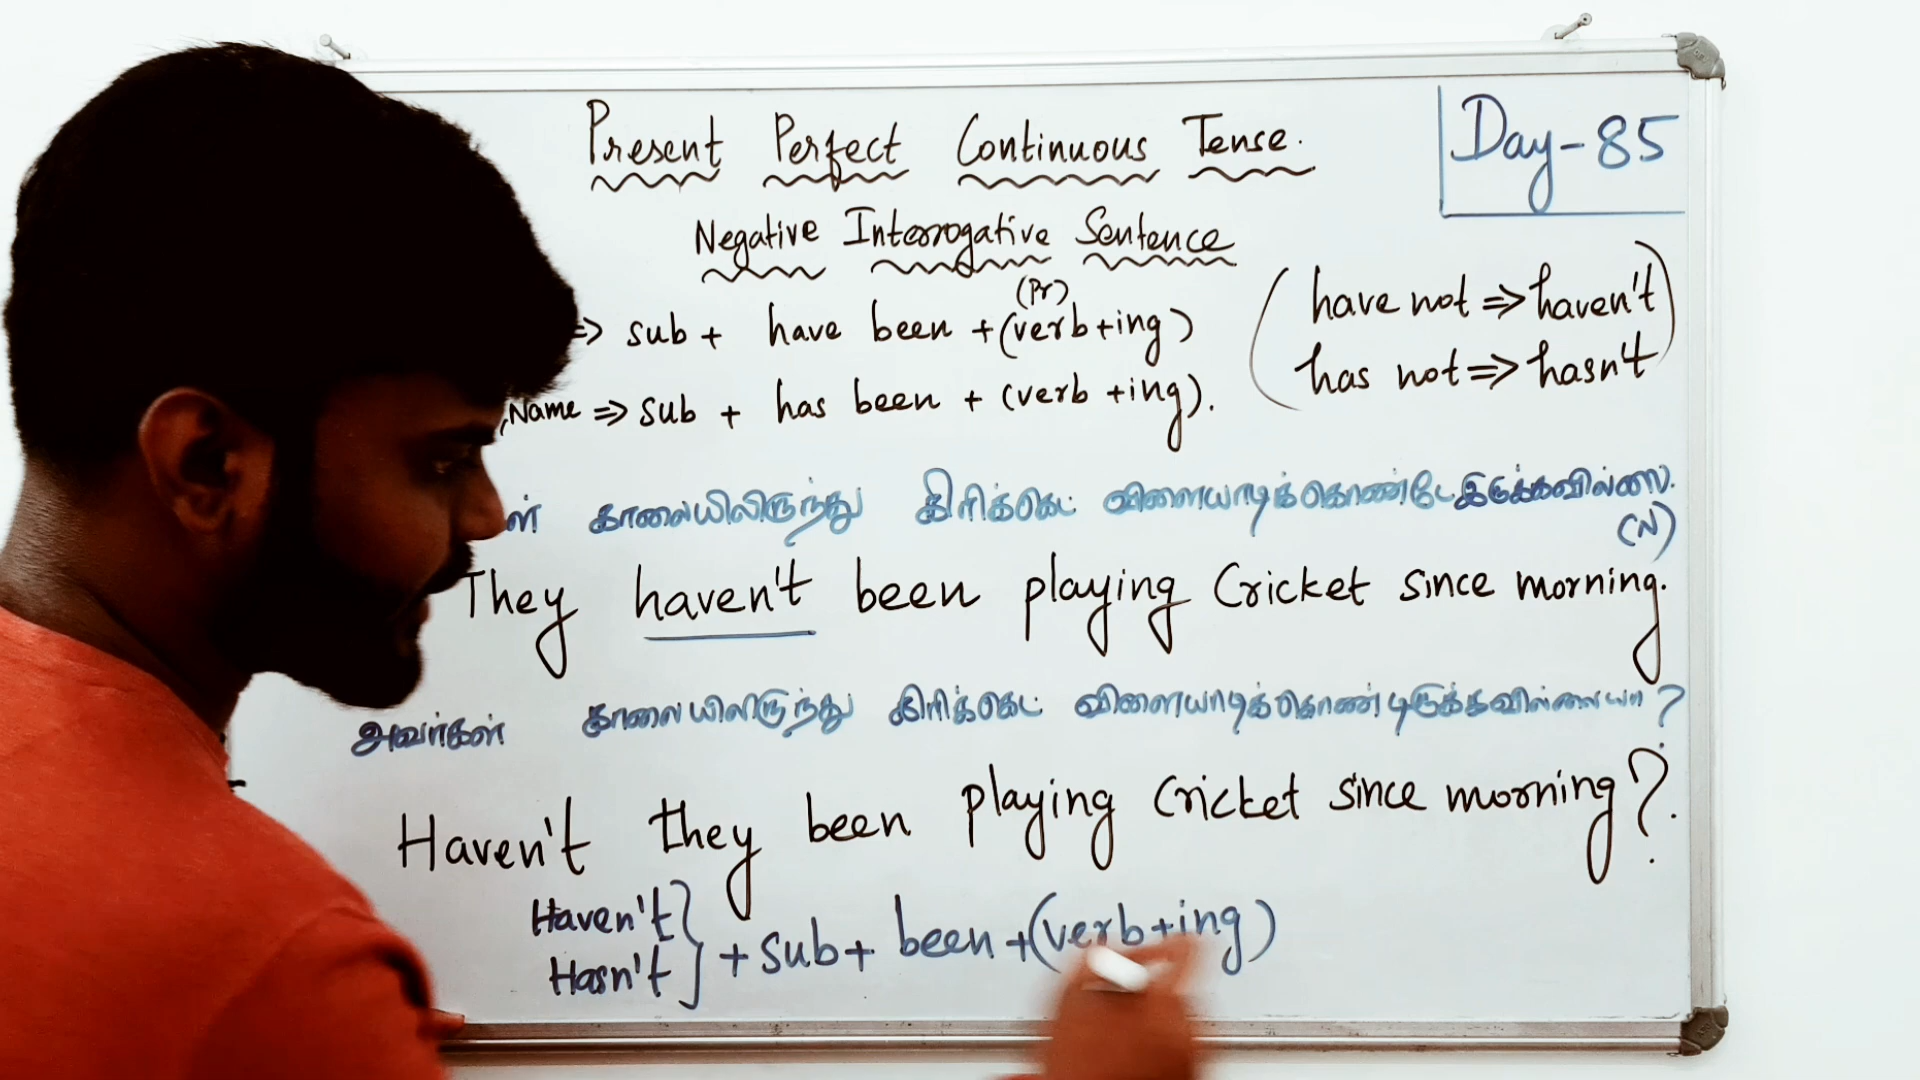 Present Perfect Continuous Tense.
Day-85
Negative Interrogative Sentence
(Pr)
=> sub + have been + (verb+ing)
(have not => haven't)
,Name => sub + has been + (verb +ing).
has not => hasn't
ள் காலையிலிருந்து கிரிக்கெட் விளையாடிக்கொண்டே இருக்கவில்லை.
(N)
They haven't been playing Cricket since morning.
அவர்கள் காலையிலிருந்து கிரிக்கெட் விளையாடிக்கொண்டிருக்கவில்லையா?
Haven't they been playing Cricket since morning?
Haven't
Hasn't } + sub + been + (verb+ing)